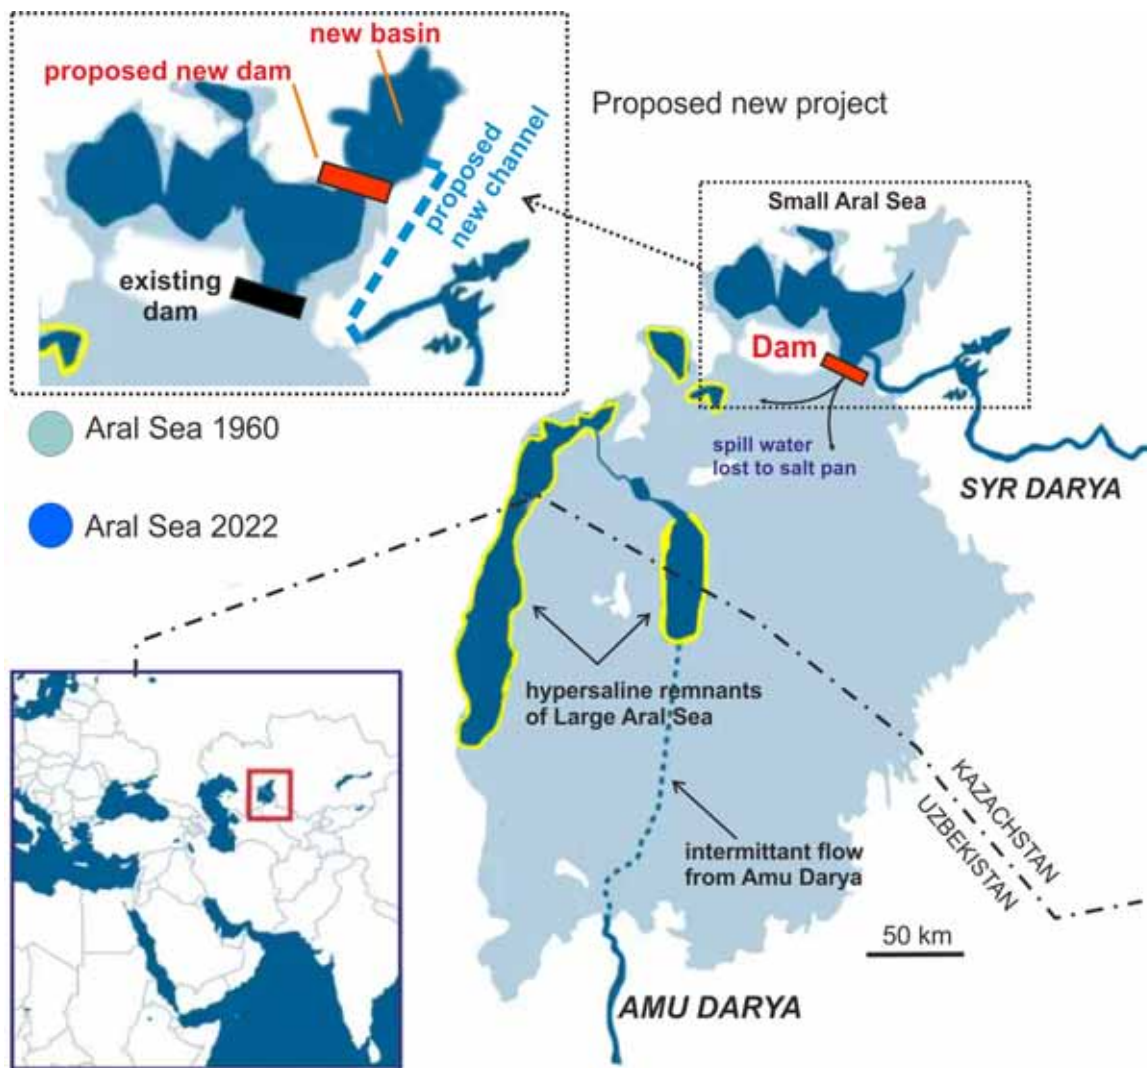 new basin
proposed new dam
proposed
new channel
existing
dam
Proposed new project
Small Aral Sea
Dam
spill water
lost to salt pan
SYR DARYA
Aral Sea 1960
Aral Sea 2022
hypersaline remnants
of Large Aral Sea
KAZACHSTAN
UZBEKISTAN
intermittant flow
from Amu Darya
50 km
AMU DARYA